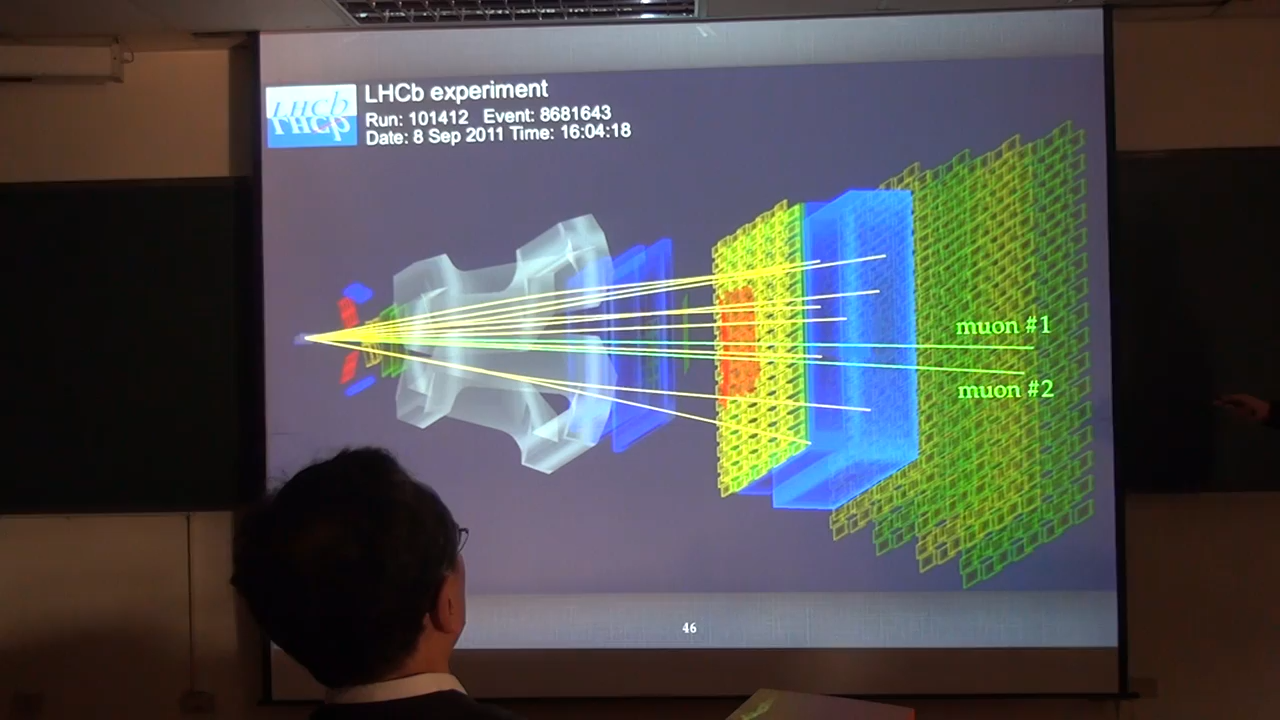 LHCb
LHCb
LHCb experiment
Run: 101412 Event: 8681643
Date: 8 Sep 2011 Time: 16:04:18
muon #1
muon #2
46